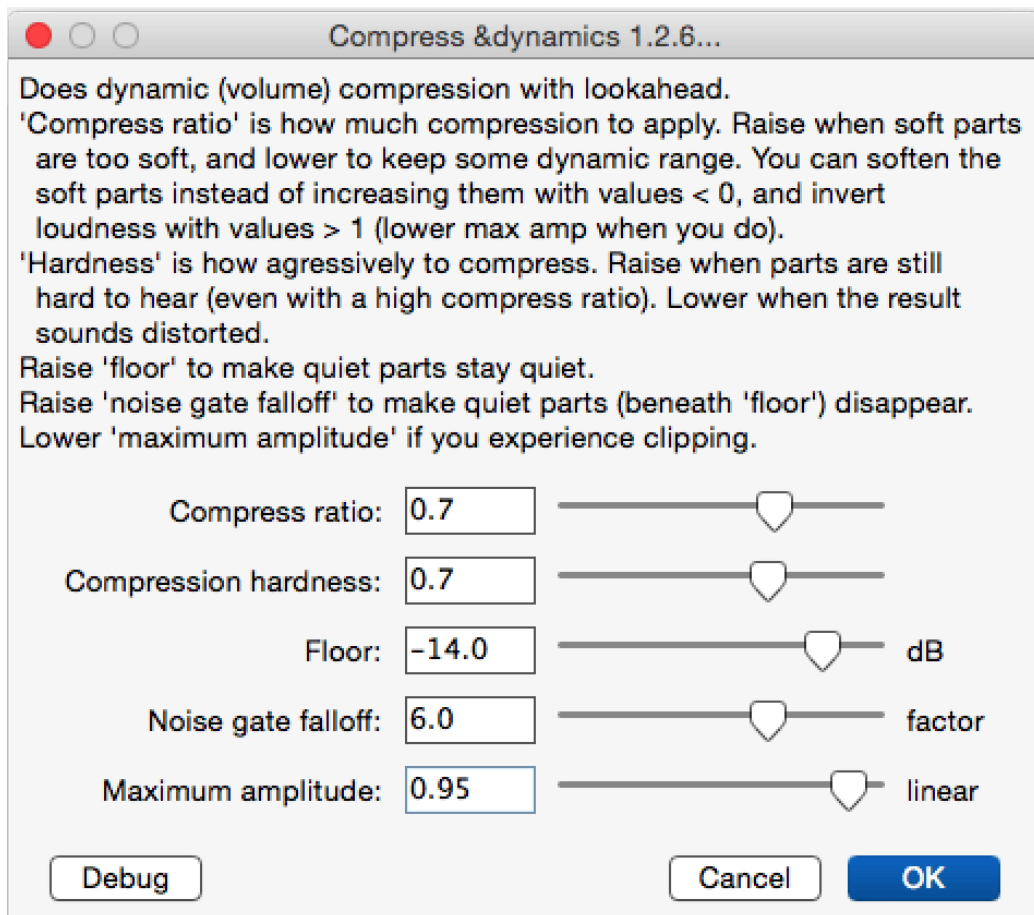 Compress &dynamics 1.2.6...
Does dynamic (volume) compression with lookahead.
'Compress ratio' is how much compression to apply. Raise when soft parts
are too soft, and lower to keep some dynamic range. You can soften the
soft parts instead of increasing them with values < 0, and invert
loudness with values > 1 (lower max amp when you do).
'Hardness' is how agressively to compress. Raise when parts are still
hard to hear (even with a high compress ratio). Lower when the result
sounds distorted.
Raise 'floor' to make quiet parts stay quiet.
Raise 'noise gate falloff' to make quiet parts (beneath 'floor') disappear.
Lower 'maximum amplitude' if you experience clipping.
Compress ratio: 0.7
Compression hardness: 0.7
Floor: -14.0 dB
Noise gate falloff: 6.0 factor
Maximum amplitude: 0.95 linear
Debug Cancel OK